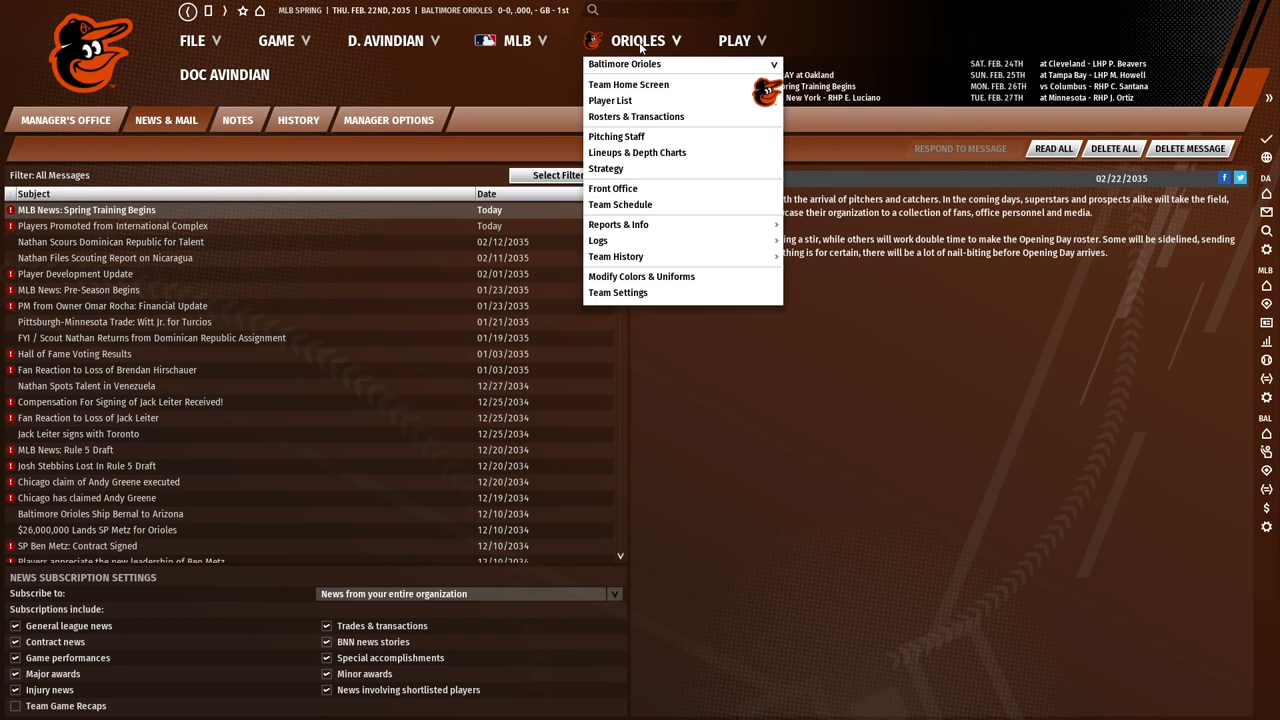 MLB SPRING | THU. FEB. 22ND, 2035 | BALTIMORE ORIOLES 0-0, .000, - GB - 1st
FILE GAME D. AVINDIAN MLB ORIOLES PLAY
DOC AVINDIAN
Baltimore Orioles
Team Home Screen
Player List
Rosters & Transactions
Pitching Staff
Lineups & Depth Charts
Strategy
Front Office
Team Schedule
Reports & Info
Logs
Team History
Modify Colors & Uniforms
Team Settings
AY at Oakland
ring Training Begins
New York - RHP E. Luciano
SAT. FEB. 24TH at Cleveland - LHP P. Beavers
SUN. FEB. 25TH at Tampa Bay - LHP M. Howell
MON. FEB. 26TH vs Columbus - RHP C. Santana
TUE. FEB. 27TH at Minnesota - RHP J. Ortiz
MANAGER'S OFFICE NEWS & MAIL NOTES HISTORY MANAGER OPTIONS
RESPOND TO MESSAGE READ ALL DELETE ALL DELETE MESSAGE
Filter: All Messages Select Filter
Subject Date
MLB News: Spring Training Begins Today
Players Promoted from International Complex Today
Nathan Scours Dominican Republic for Talent 02/12/2035
Nathan Files Scouting Report on Nicaragua 02/11/2035
Player Development Update 02/01/2035
MLB News: Pre-Season Begins 01/23/2035
PM from Owner Omar Rocha: Financial Update 01/23/2035
Pittsburgh-Minnesota Trade: Witt Jr. for Turcios 01/21/2035
FYI / Scout Nathan Returns from Dominican Republic Assignment 01/19/2035
Hall of Fame Voting Results 01/03/2035
Fan Reaction to Loss of Brendan Hirschauer 01/03/2035
Nathan Spots Talent in Venezuela 12/27/2034
Compensation For Signing of Jack Leiter Received! 12/25/2034
Fan Reaction to Loss of Jack Leiter 12/25/2034
Jack Leiter signs with Toronto 12/25/2034
MLB News: Rule 5 Draft 12/20/2034
Josh Stebbins Lost In Rule 5 Draft 12/20/2034
Chicago claim of Andy Greene executed 12/20/2034
Chicago has claimed Andy Greene 12/19/2034
Baltimore Orioles Ship Bernal to Arizona 12/10/2034
$26,000,000 Lands SP Metz for Orioles 12/10/2034
SP Ben Metz: Contract Signed 12/10/2034
Players appreciate the new leadership of Ben Metz 12/10/2034
02/22/2035
th the arrival of pitchers and catchers. In the coming days, superstars and prospects alike will take the field,
case their organization to a collection of fans, office personnel and media.
ng a stir, while others will work double time to make the Opening Day roster. Some will be sidelined, sending
thing is for certain, there will be a lot of nail-biting before Opening Day arrives.
NEWS SUBSCRIPTION SETTINGS
Subscribe to: News from your entire organization
Subscriptions include:
General league news Trades & transactions
Contract news BNN news stories
Game performances Special accomplishments
Major awards Minor awards
Injury news News involving shortlisted players
Team Game Recaps
DA
MLB
BAL